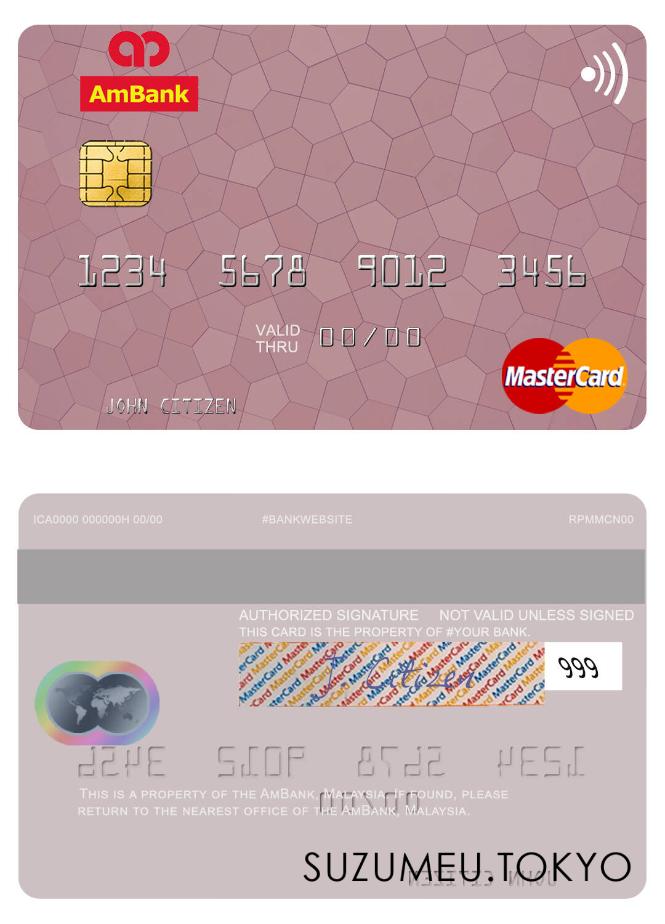 AmBank
1234 5678 9012 3456
VALID THRU 00/00
JOHN CITIZEN
MasterCard
ICA0000 000000H 00/00 #BANKWEBSITE RPMMCN00
AUTHORIZED SIGNATURE NOT VALID UNLESS SIGNED
THIS CARD IS THE PROPERTY OF #YOUR BANK.
MasterCard
J Citizen
999
THIS IS A PROPERTY OF THE AMBANK, MALAYSIA. IF FOUND, PLEASE
RETURN TO THE NEAREST OFFICE OF THE AMBANK, MALAYSIA.
SUZUMEU.TOKYO